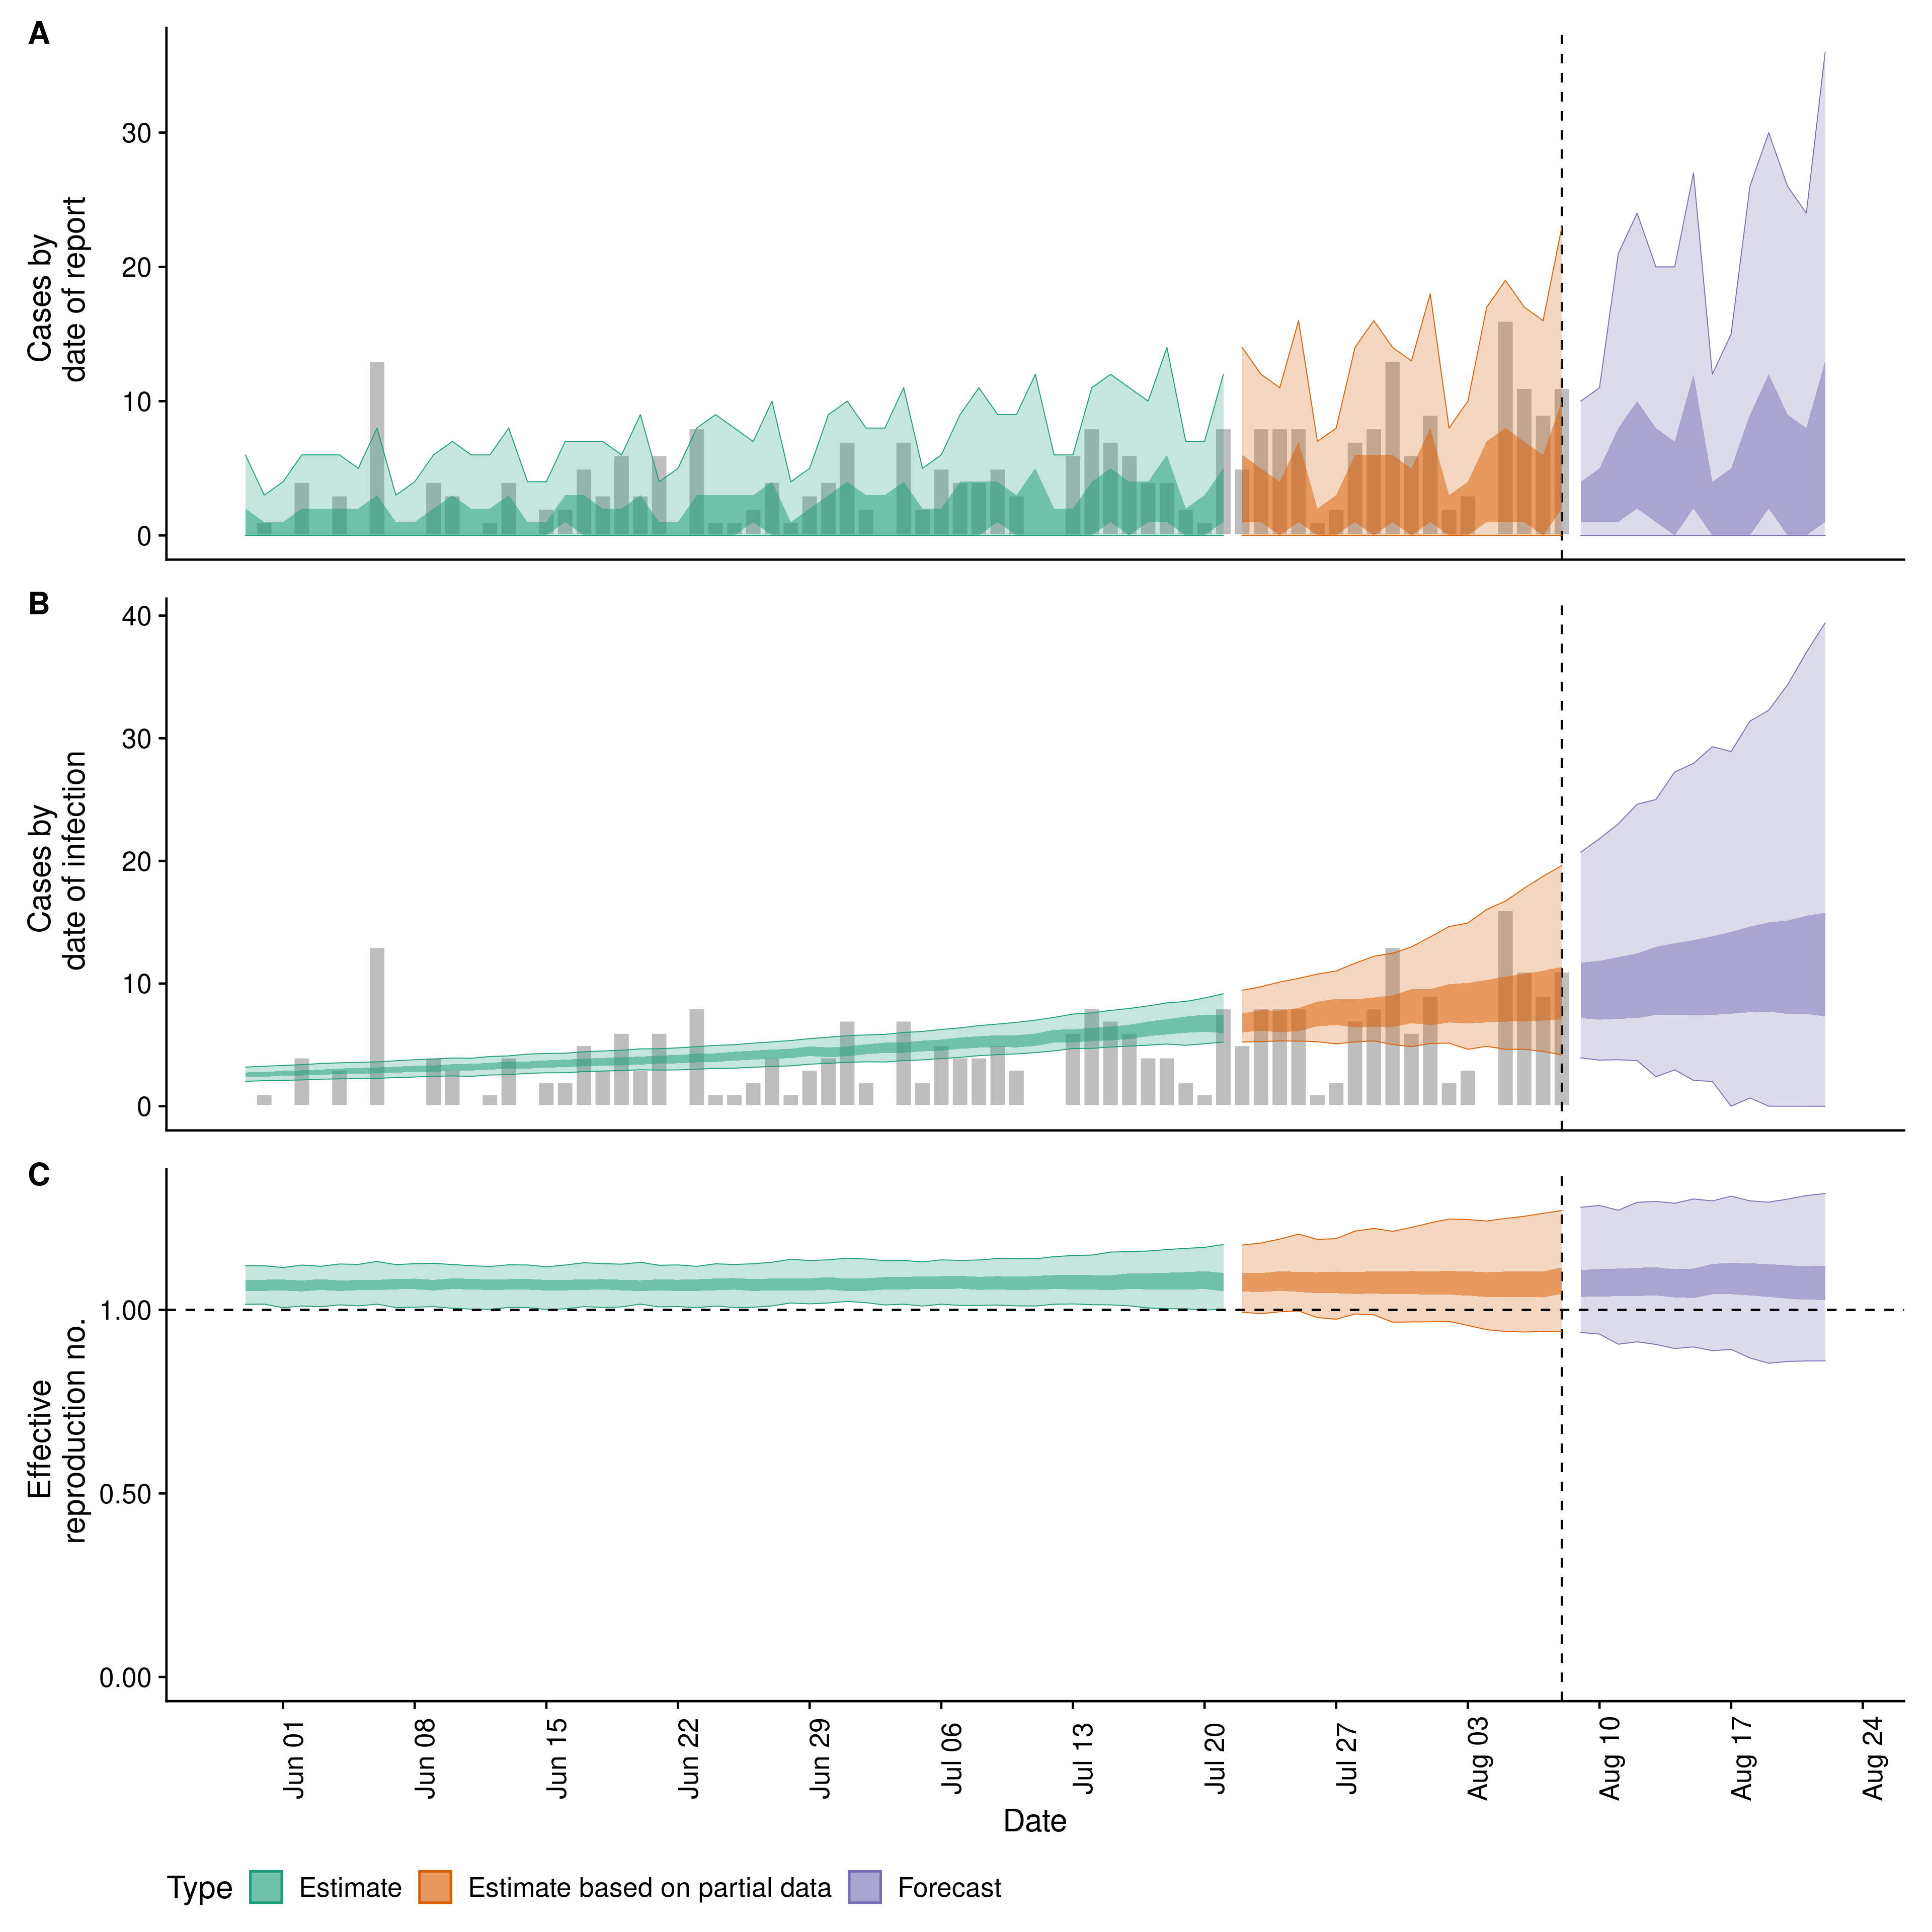 A
Cases by
date of report
30
20
10
0
B
Cases by
date of infection
40
30
20
10
0
C
Effective
reproduction no.
1.00
0.50
0.00
Jun 01
Jun 08
Jun 15
Jun 22
Jun 29
Jul 06
Jul 13
Jul 20
Jul 27
Aug 03
Aug 10
Aug 17
Aug 24
Date
Type Estimate Estimate based on partial data Forecast